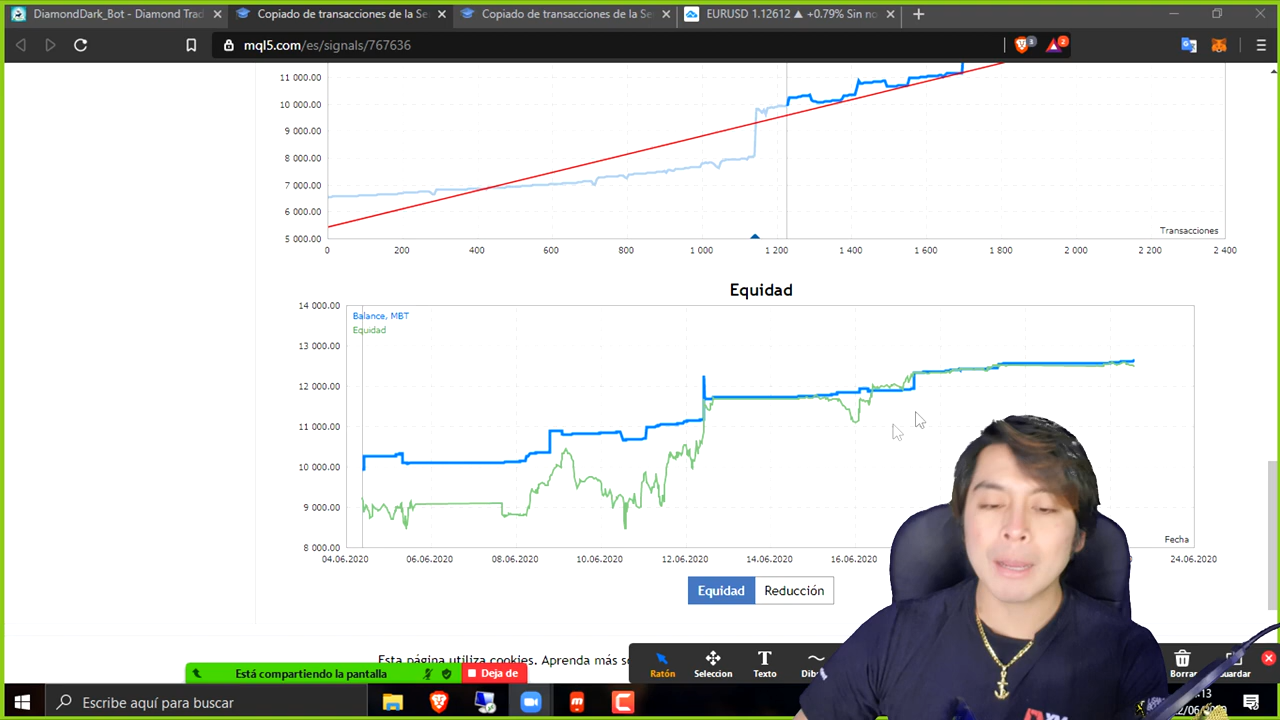 DiamondDark_Bot - Diamond Trad
Copiado de transacciones de la Se
Copiado de transacciones de la Se
EURUSD 1.12612 ▲ +0.79% Sin no
mql5.com/es/signals/767636
3
2
11 000.00
10 000.00
9 000.00
8 000.00
7 000.00
6 000.00
5 000.00
Transacciones
0 200 400 600 800 1 000 1 200 1 400 1 600 1 800 2 000 2 200 2 400
Equidad
14 000.00
13 000.00
12 000.00
11 000.00
10 000.00
9 000.00
8 000.00
Balance, MBT
Equidad
Fecha
04.06.2020 06.06.2020 08.06.2020 10.06.2020 12.06.2020 14.06.2020 16.06.2020 24.06.2020
Equidad Reducción
Esta página utiliza cookies. Aprenda más so
Está compartiendo la pantalla
Deja de
Ratón Seleccion Texto
Borrar
Escribe aquí para buscar